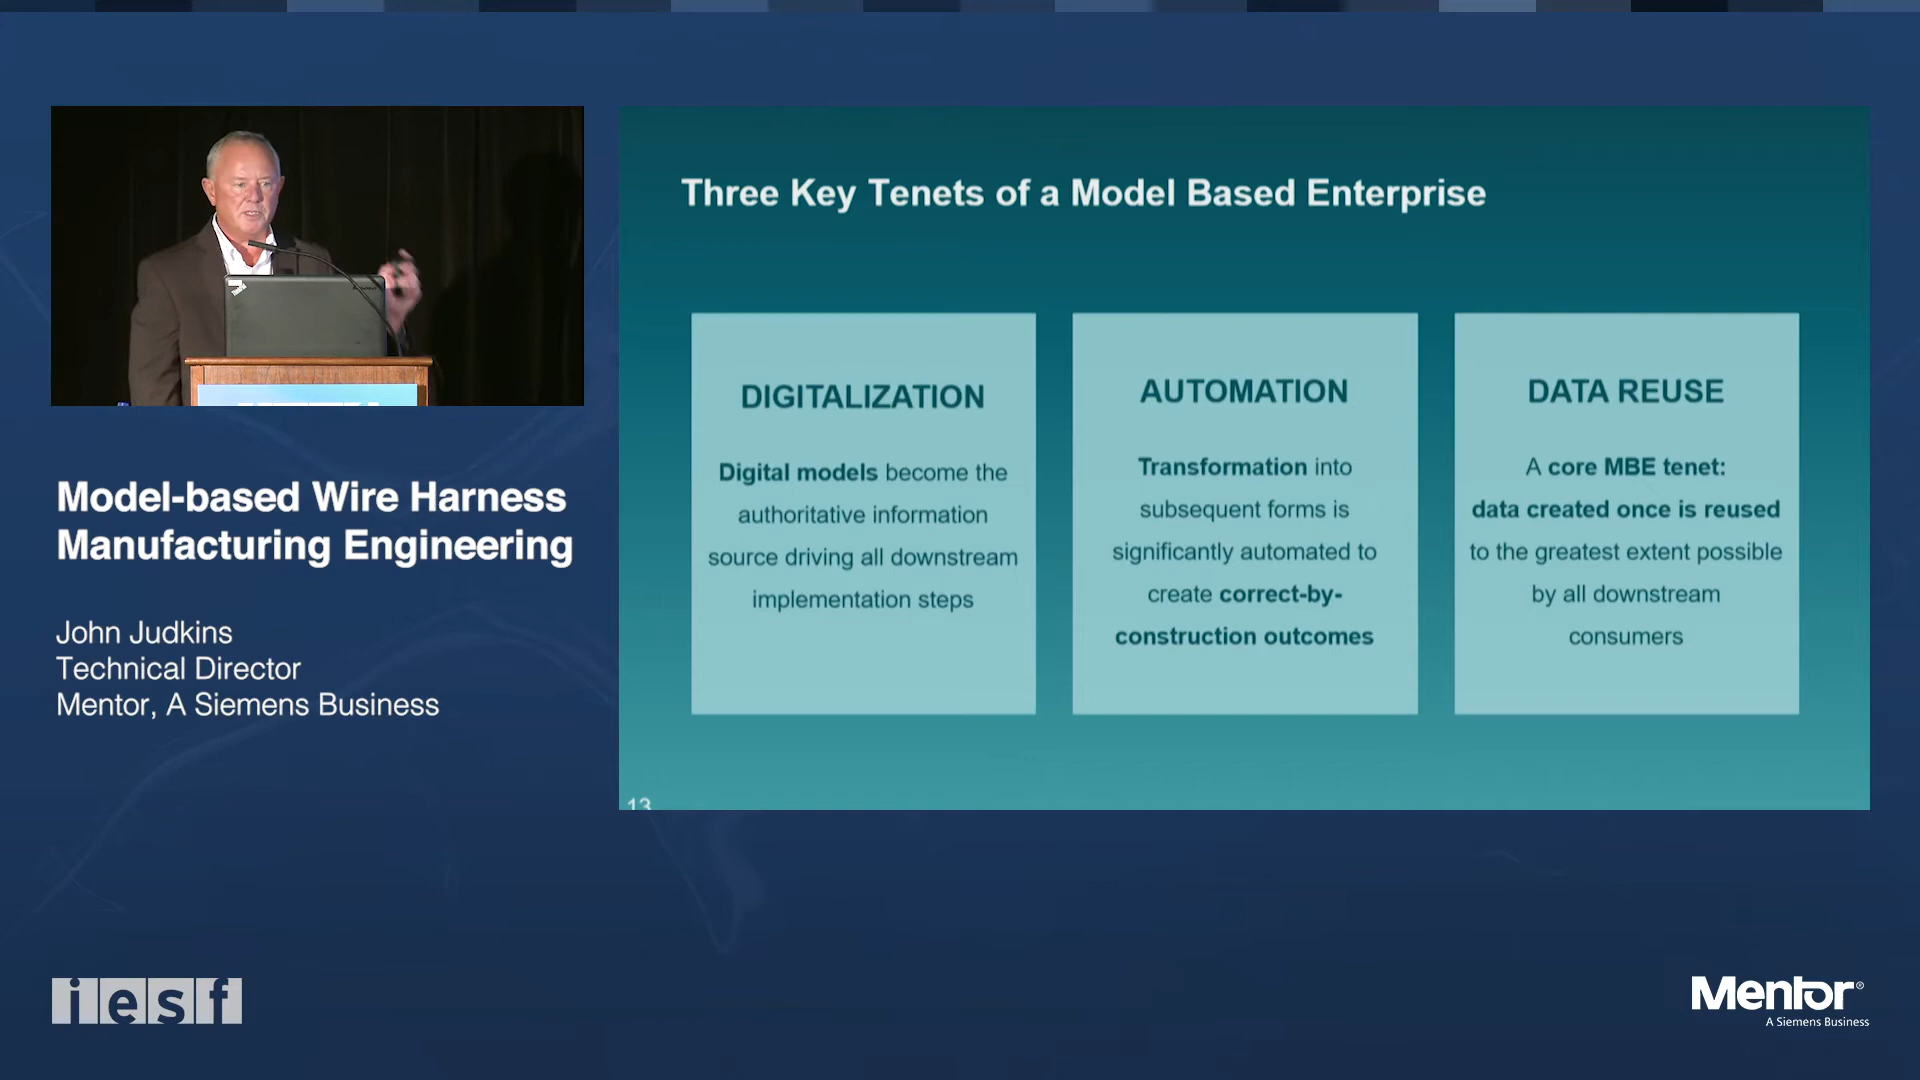 Three Key Tenets of a Model Based Enterprise
DIGITALIZATION
Digital models become the
authoritative information
source driving all downstream
implementation steps
AUTOMATION
Transformation into
subsequent forms is
significantly automated to
create correct-by-
construction outcomes
DATA REUSE
A core MBE tenet:
data created once is reused
to the greatest extent possible
by all downstream
consumers
13
Model-based Wire Harness
Manufacturing Engineering
John Judkins
Technical Director
Mentor, A Siemens Business
iesf
Mentor®
A Siemens Business